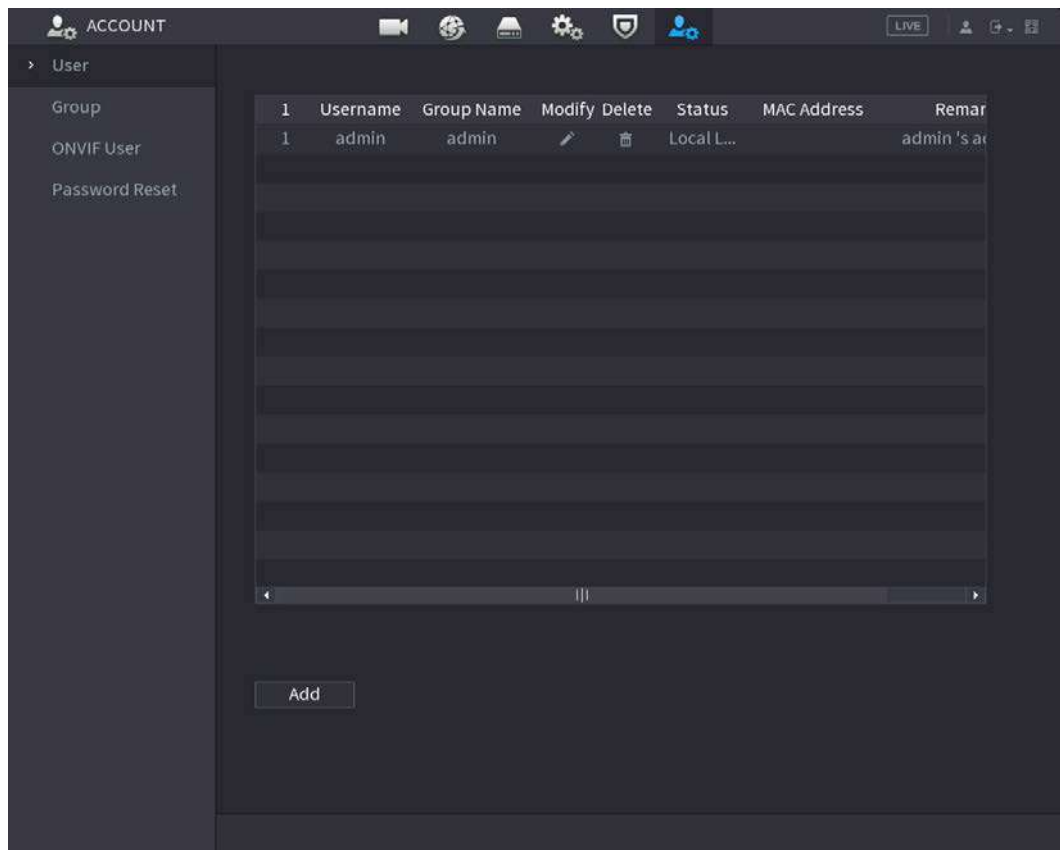 ACCOUNT
LIVE
User
Group
ONVIF User
Password Reset
1 Username Group Name Modify Delete Status MAC Address Remar
1 admin admin Local L... admin 's a
Add